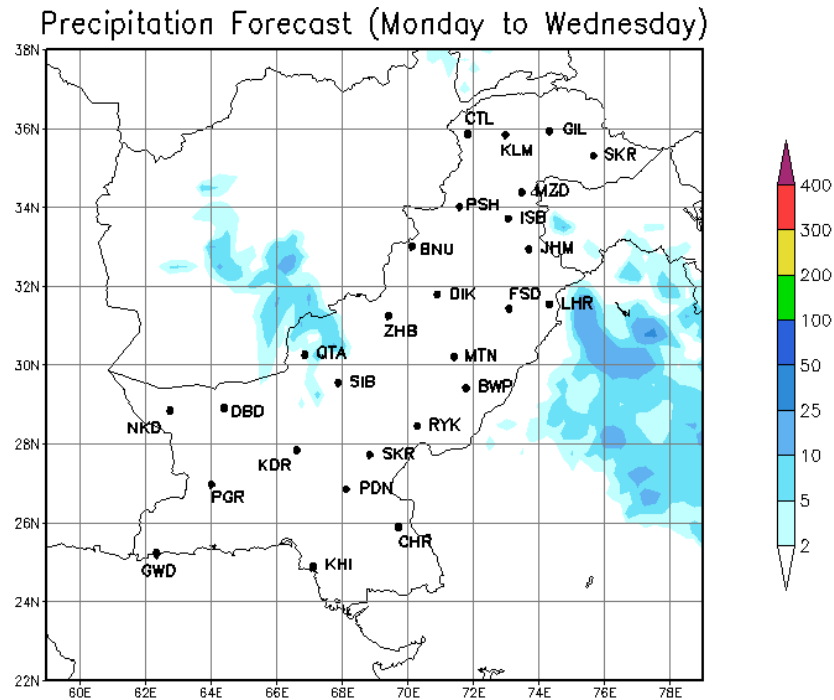 Precipitation Forecast (Monday to Wednesday)
38N
36N
34N
32N
30N
28N
26N
24N
22N
60E
62E
64E
66E
68E
70E
72E
74E
76E
78E
CTL
KLM
GIL
SKR
MZD
PSH
ISB
BNU
JHM
DIK
FSD
LHR
ZHB
QTA
MTN
SIB
BWP
NKD
DBD
RYK
KDR
SKR
PGR
PDN
CHR
GWD
KHI
400
300
200
100
50
25
10
5
2